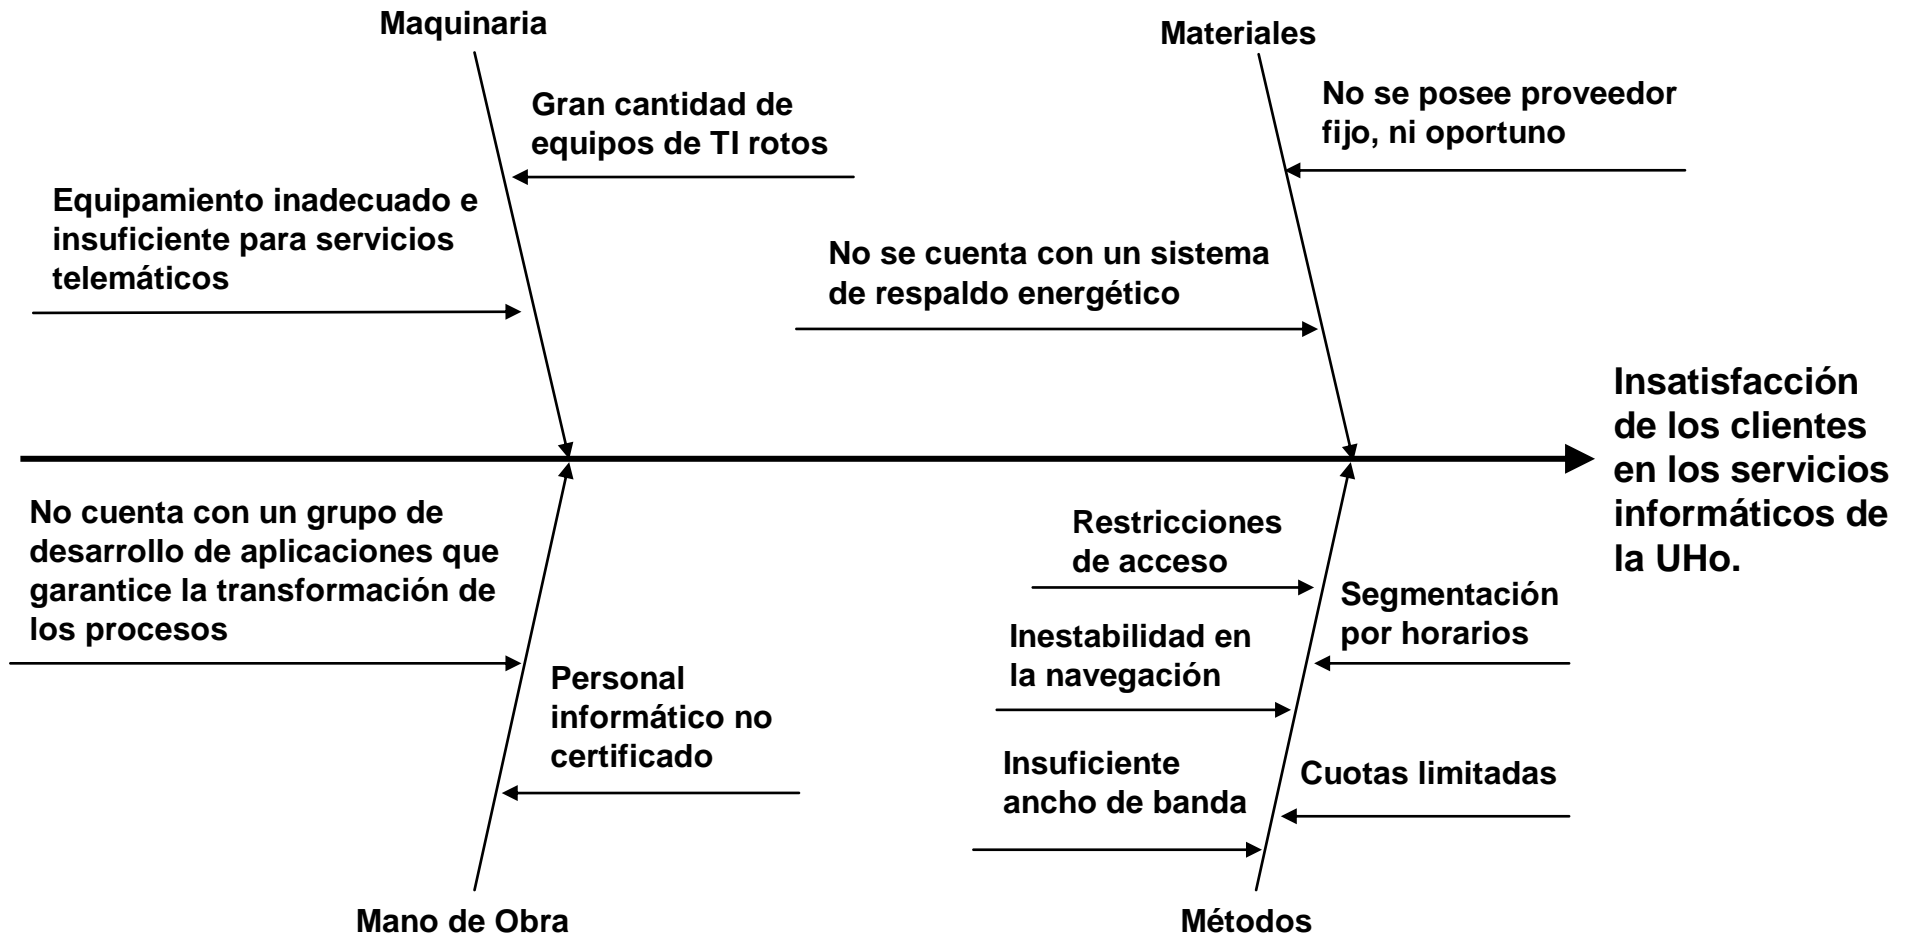 Maquinaria
Materiales
Gran cantidad de
equipos de TI rotos
No se posee proveedor
fijo, ni oportuno
Equipamiento inadecuado e
insuficiente para servicios
telemáticos
No se cuenta con un sistema
de respaldo energético
Insatisfacción
de los clientes
en los servicios
informáticos de
la UHo.
No cuenta con un grupo de
desarrollo de aplicaciones que
garantice la transformación de
los procesos
Restricciones
de acceso
Segmentación
por horarios
Inestabilidad en
la navegación
Personal
informático no
certificado
Insuficiente
ancho de banda
Cuotas limitadas
Mano de Obra
Métodos